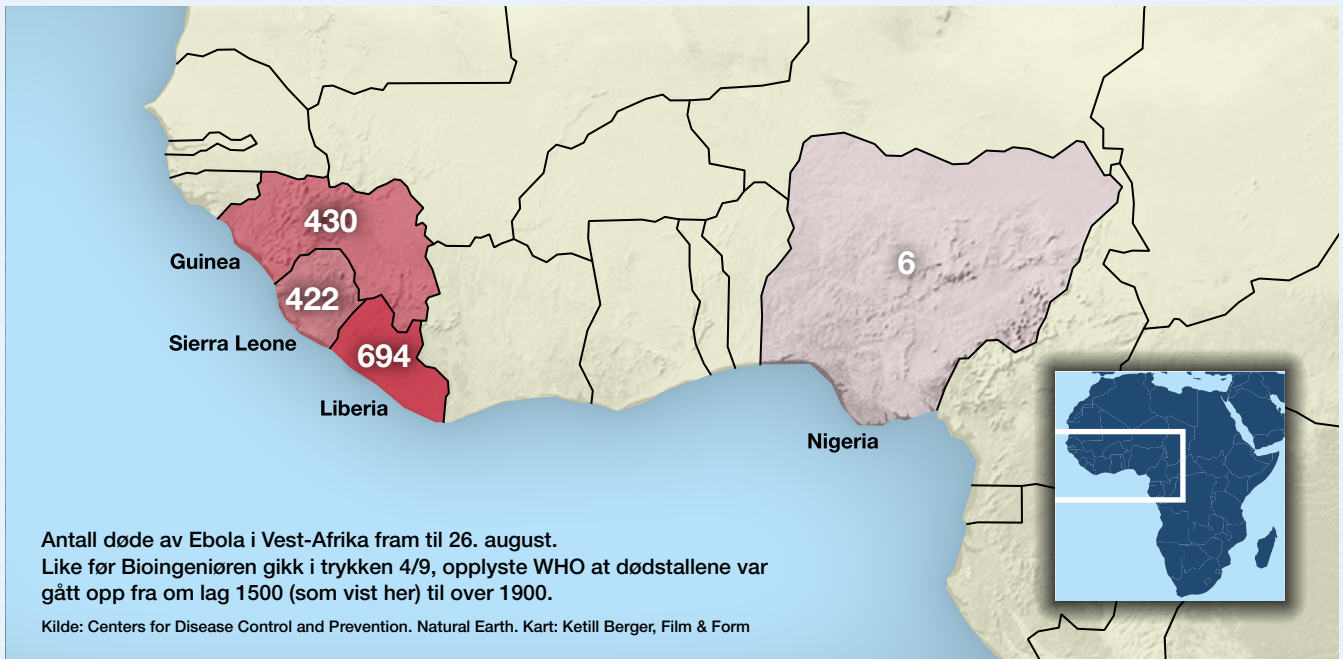 430
Guinea
6
422
Sierra Leone
694
Liberia
Nigeria
Antall døde av Ebola i Vest-Afrika fram til 26. august.
Like før Bioingeniøren gikk i trykken 4/9, opplyste WHO at dødstallene var
gått opp fra om lag 1500 (som vist her) til over 1900.
Kilde: Centers for Disease Control and Prevention. Natural Earth. Kart: Ketill Berger, Film & Form